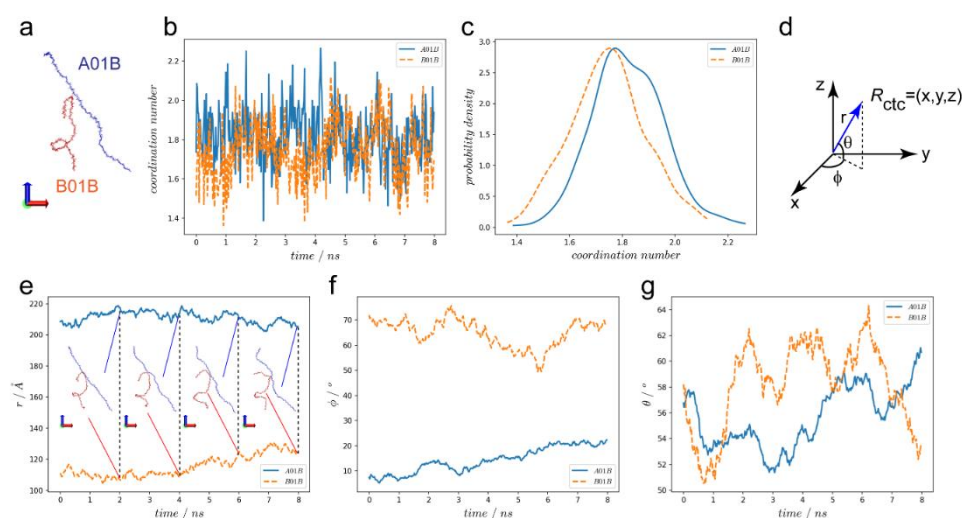 a
A01B
B01B
b
coordination number
2.2
2.0
1.8
1.6
1.4
0 1 2 3 4 5 6 7 8
time / ns
A01B
B01B
c
probability density
3.0
2.5
2.0
1.5
1.0
0.5
0.0
1.4 1.6 1.8 2.0 2.2
coordination number
A01B
B01B
d
z
R_ctc=(x,y,z)
r
θ
y
ϕ
x
e
r / Å
220
200
180
160
140
120
100
0 1 2 3 4 5 6 7 8
time / ns
A01B
B01B
f
ϕ / °
70
60
50
40
30
20
10
0 1 2 3 4 5 6 7 8
time / ns
A01B
B01B
g
θ / °
64
62
60
58
56
54
52
50
0 1 2 3 4 5 6 7 8
time / ns
A01B
B01B